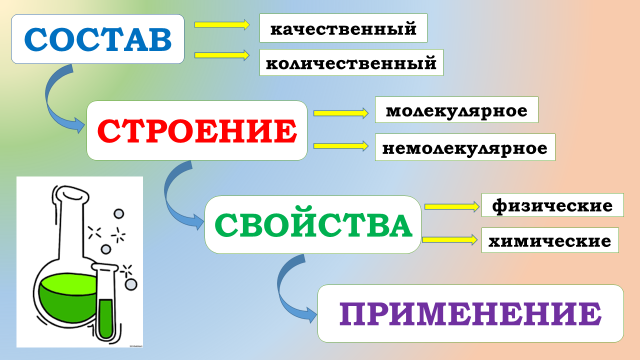 СОСТАВ
качественный
количественный
СТРОЕНИЕ
молекулярное
немолекулярное
СВОЙСТВА
физические
химические
ПРИМЕНЕНИЕ